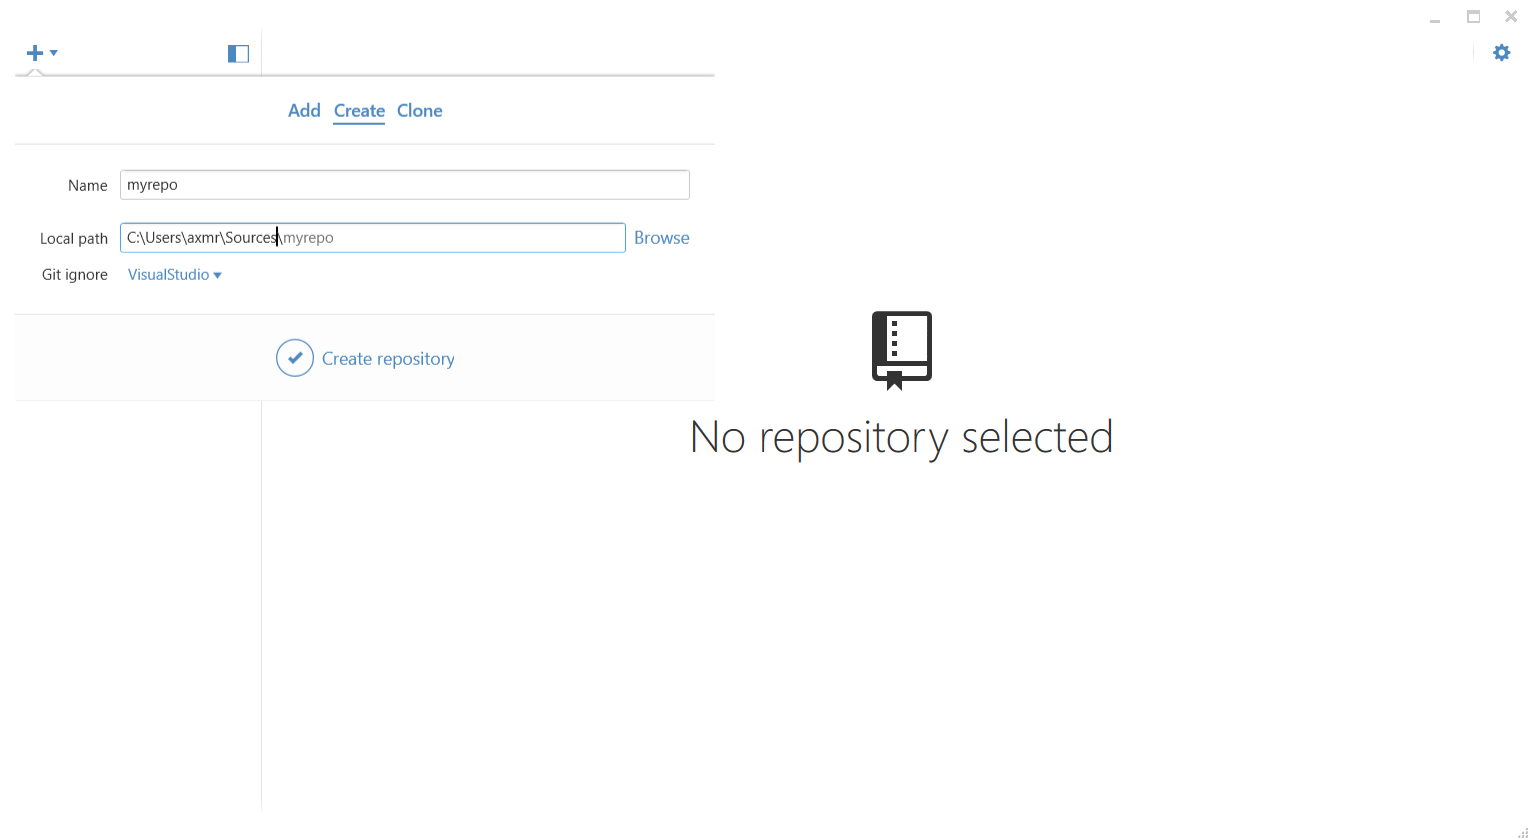 Add Create Clone
Name myrepo
Local path C:\Users\axmr\Sources\myrepo Browse
Git ignore VisualStudio
Create repository
No repository selected